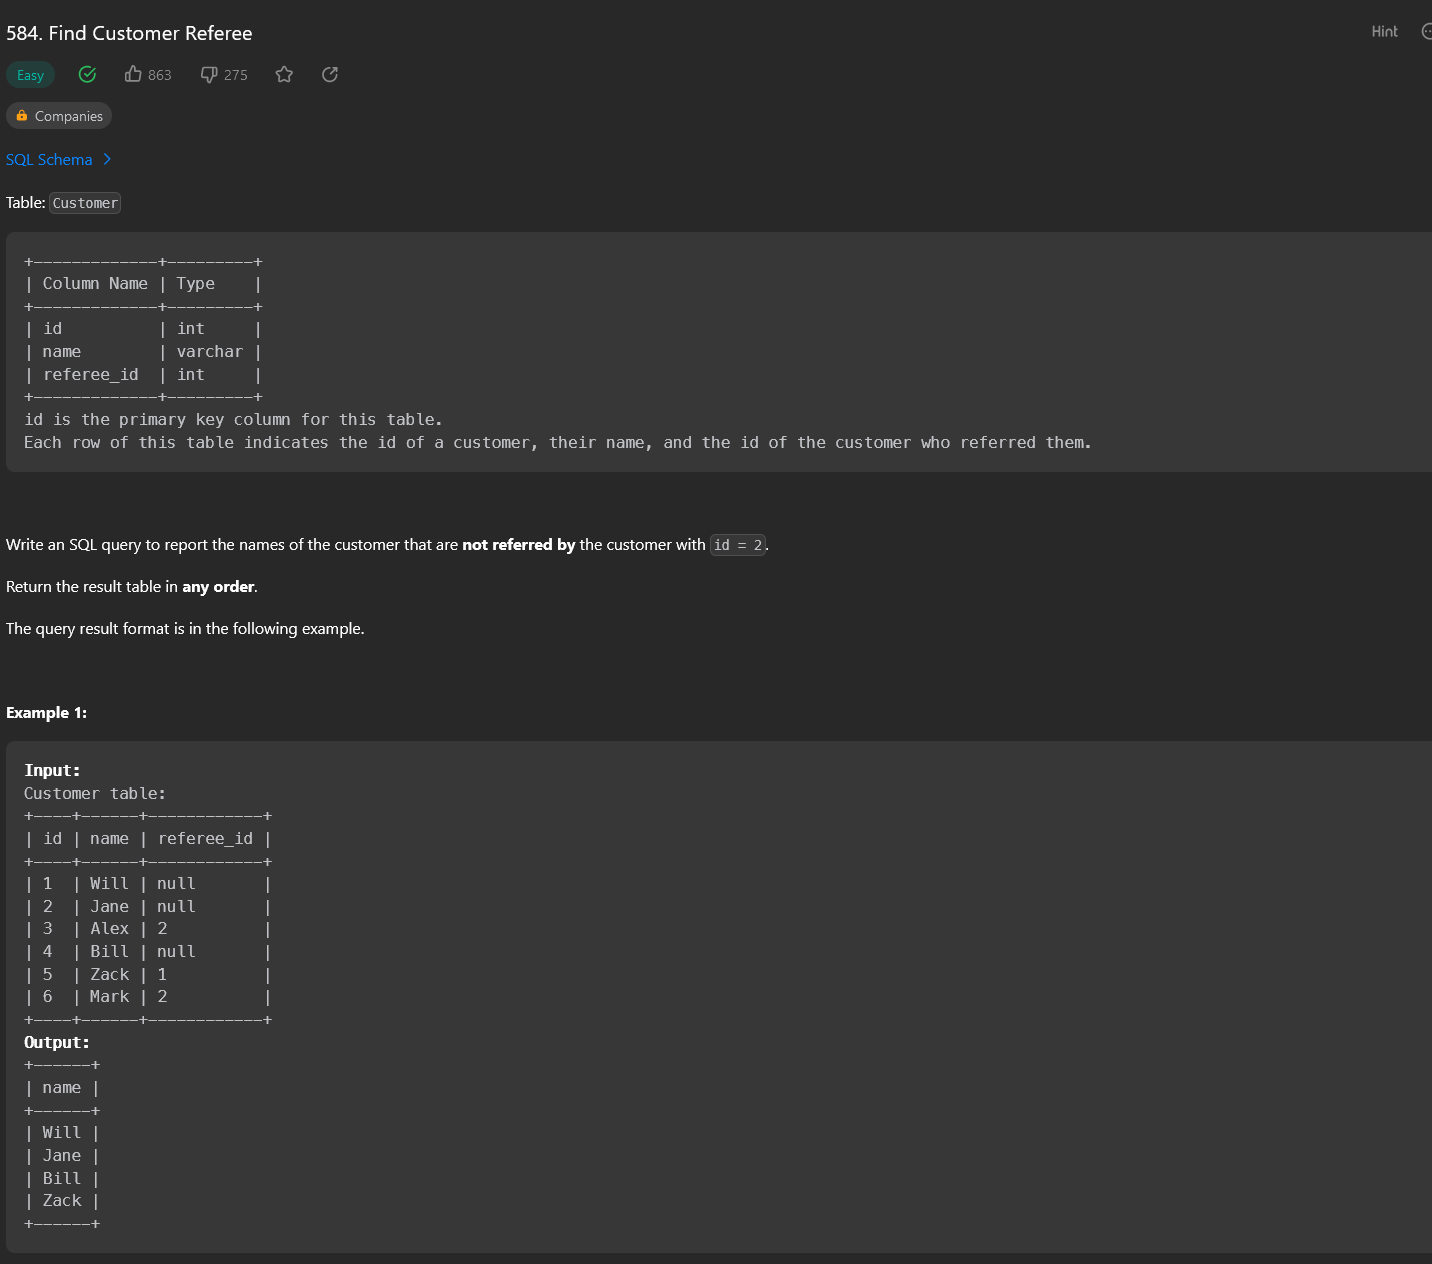 584. Find Customer Referee
Hint
Easy 863 275
Companies
SQL Schema
Table: Customer
+-------------+---------+
| Column Name | Type    |
+-------------+---------+
| id          | int     |
| name        | varchar |
| referee_id  | int     |
+-------------+---------+
id is the primary key column for this table.
Each row of this table indicates the id of a customer, their name, and the id of the customer who referred them.
Write an SQL query to report the names of the customer that are not referred by the customer with id = 2.
Return the result table in any order.
The query result format is in the following example.
Example 1:
Input:
Customer table:
+----+------+------------+
| id | name | referee_id |
+----+------+------------+
| 1  | Will | null       |
| 2  | Jane | null       |
| 3  | Alex | 2          |
| 4  | Bill | null       |
| 5  | Zack | 1          |
| 6  | Mark | 2          |
+----+------+------------+
Output:
+------+
| name |
+------+
| Will |
| Jane |
| Bill |
| Zack |
+------+